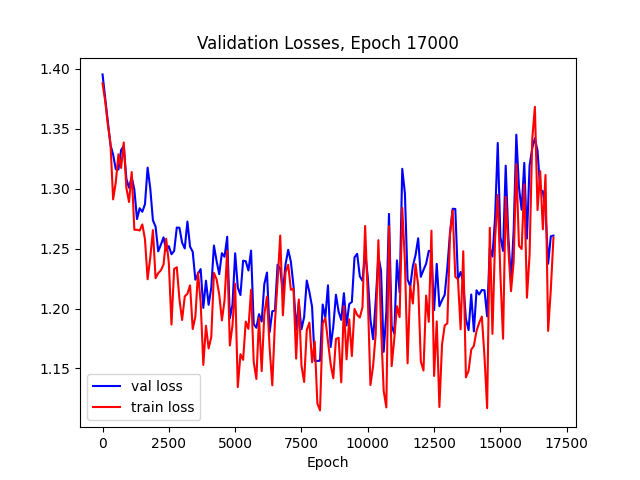 Validation Losses, Epoch 17000
1.40
1.35
1.30
1.25
1.20
1.15
val loss
train loss
0 2500 5000 7500 10000 12500 15000 17500
Epoch